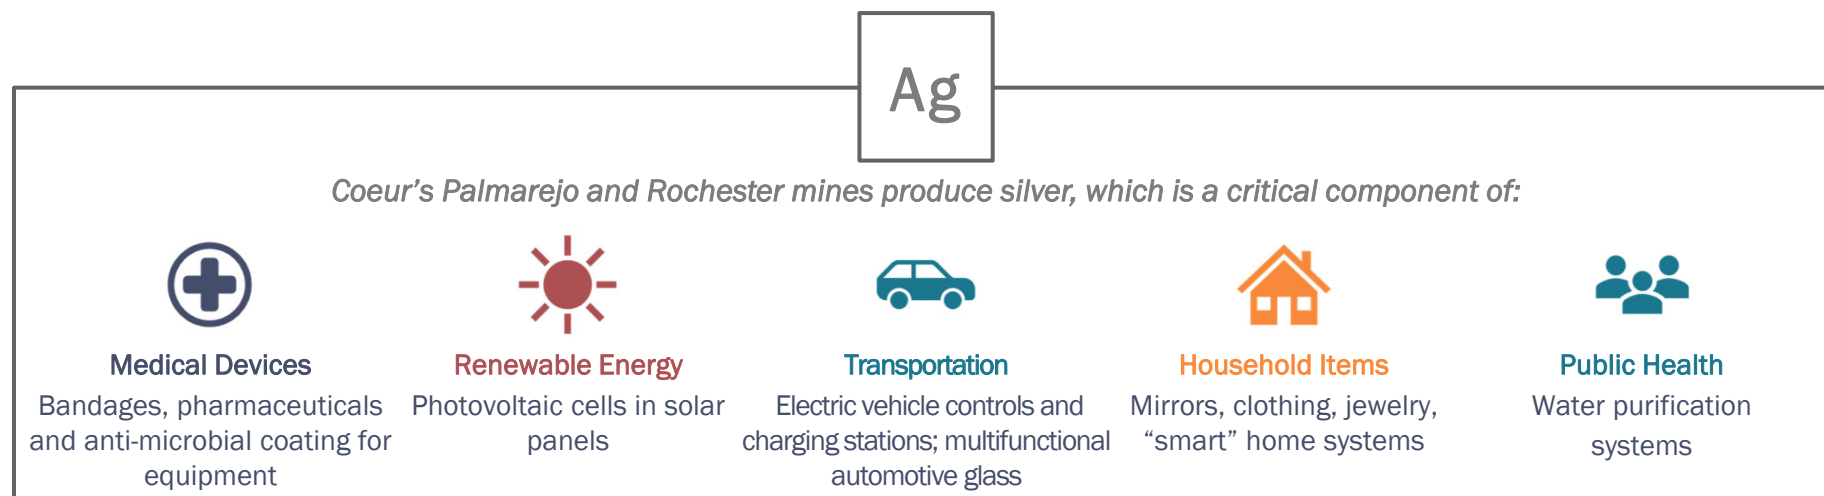 Ag
Coeur’s Palmarejo and Rochester mines produce silver, which is a critical component of:
Medical Devices
Bandages, pharmaceuticals
and anti-microbial coating for
equipment
Renewable Energy
Photovoltaic cells in solar
panels
Transportation
Electric vehicle controls and
charging stations; multifunctional
automotive glass
Household Items
Mirrors, clothing, jewelry,
“smart” home systems
Public Health
Water purification
systems